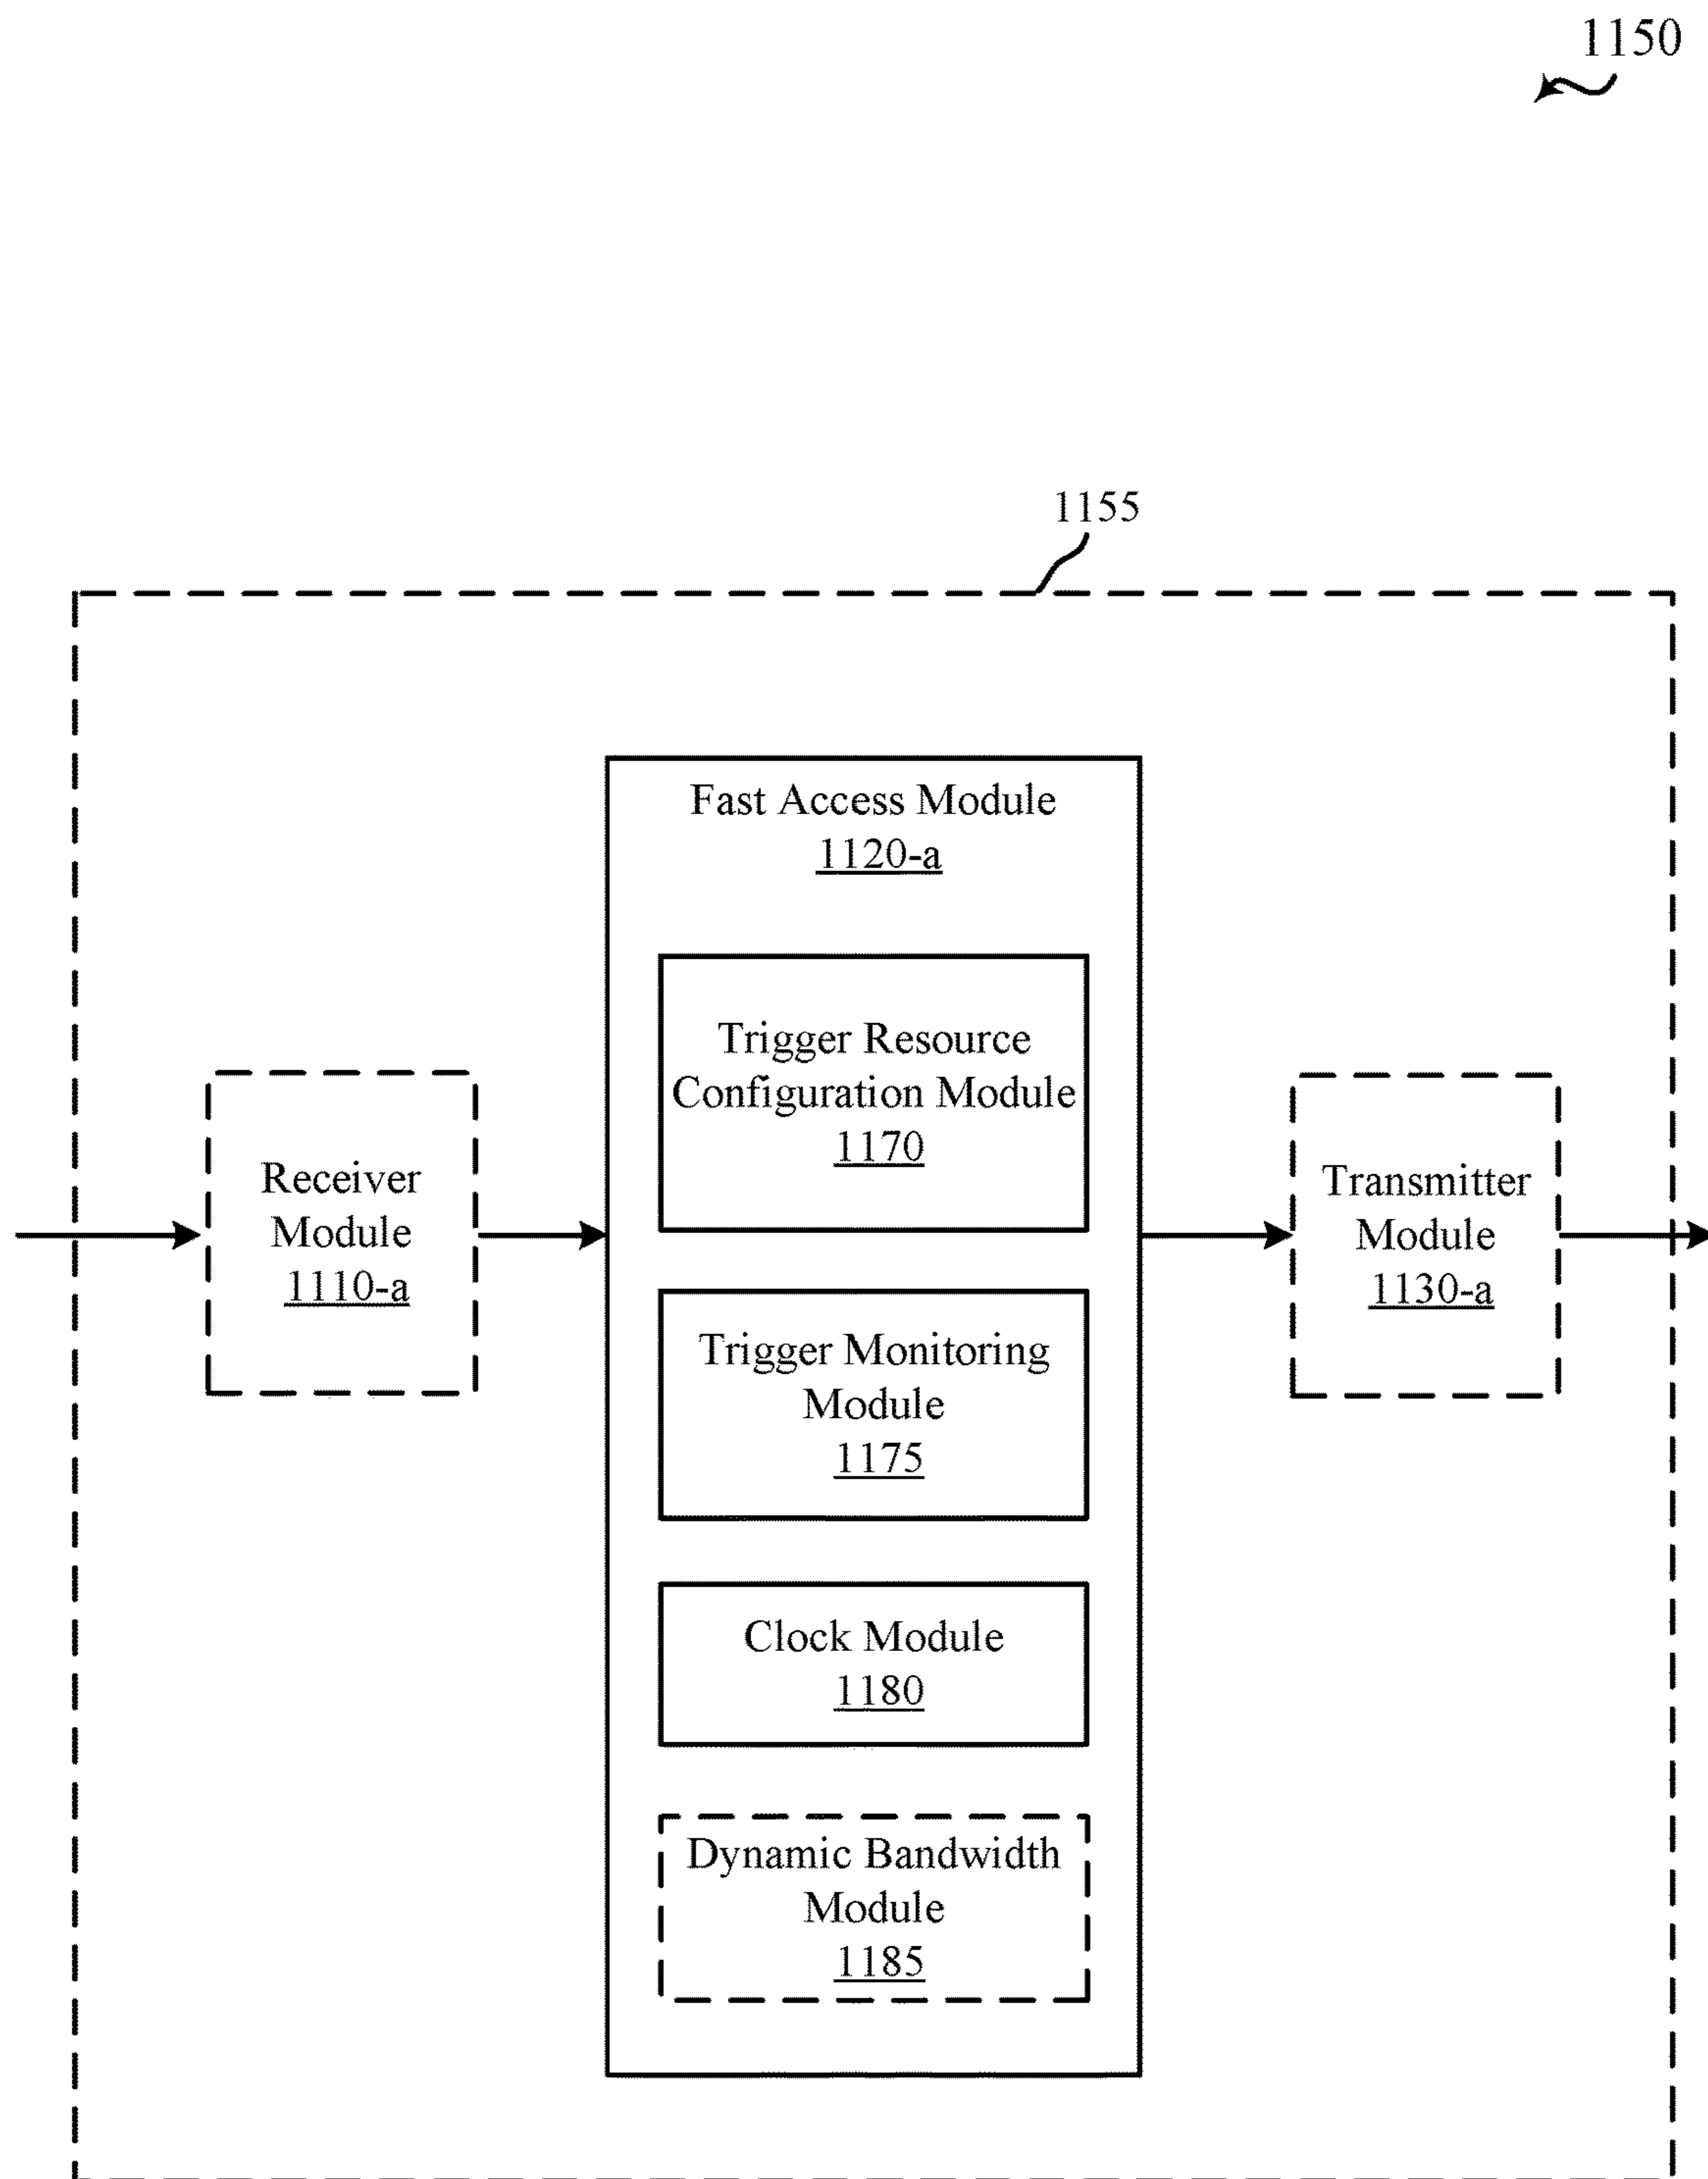 1150
1155
Fast Access Module
1120-a
Trigger Resource
Configuration Module
1170
Receiver
Module
1110-a
Transmitter
Module
1130-a
Trigger Monitoring
Module
1175
Clock Module
1180
Dynamic Bandwidth
Module
1185